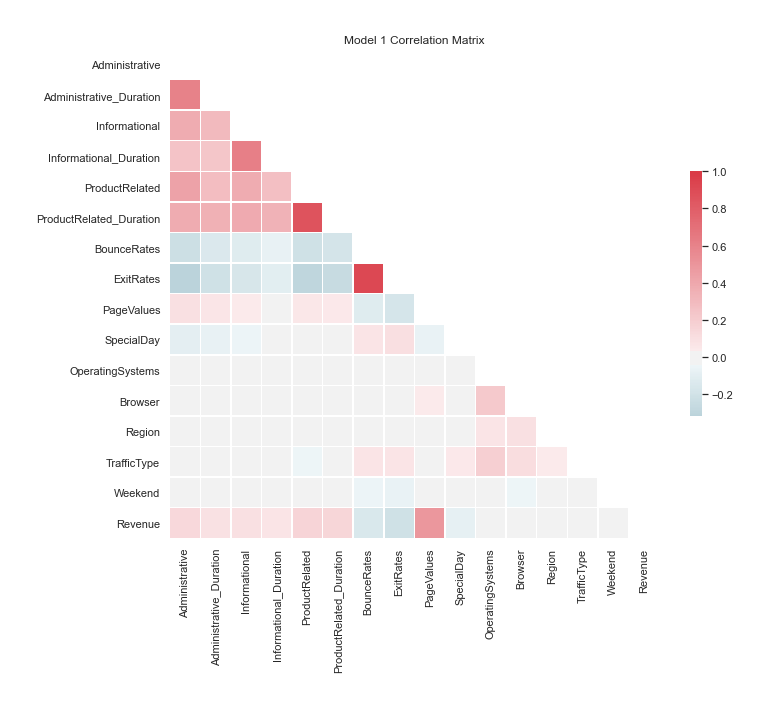 Model 1 Correlation Matrix
Administrative
Administrative_Duration
Informational
Informational_Duration
ProductRelated
ProductRelated_Duration
BounceRates
ExitRates
PageValues
SpecialDay
OperatingSystems
Browser
Region
TrafficType
Weekend
Revenue
1.0
0.8
0.6
0.4
0.2
0.0
−0.2
Administrative
Administrative_Duration
Informational
Informational_Duration
ProductRelated
ProductRelated_Duration
BounceRates
ExitRates
PageValues
SpecialDay
OperatingSystems
Browser
Region
TrafficType
Weekend
Revenue